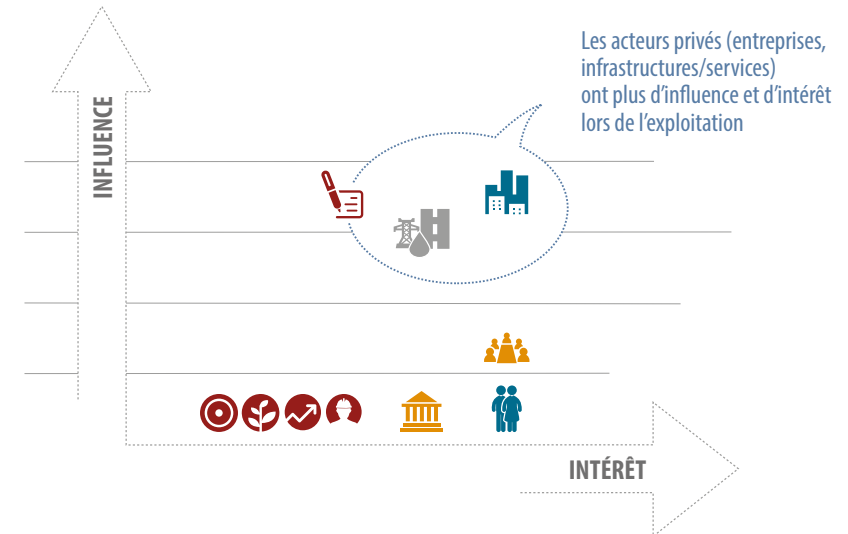 Les acteurs privés (entreprises,
infrastructures/services)
ont plus d'influence et d'intérêt
lors de l'exploitation
INFLUENCE
INTÉRÊT